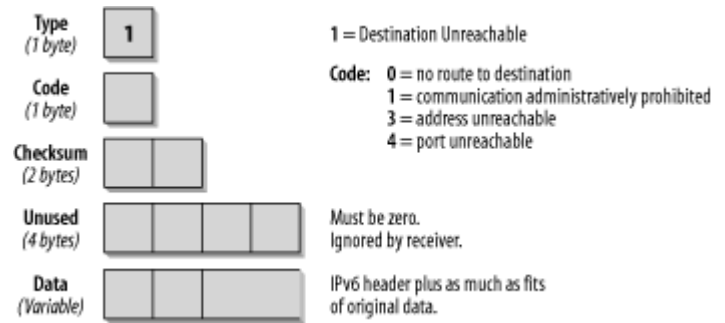 Type
(1 byte)
1
1 = Destination Unreachable
Code
(1 byte)
Code: 0 = no route to destination
1 = communication administratively prohibited
3 = address unreachable
4 = port unreachable
Checksum
(2 bytes)
Unused
(4 bytes)
Must be zero.
Ignored by receiver.
Data
(Variable)
IPv6 header plus as much as fits
of original data.